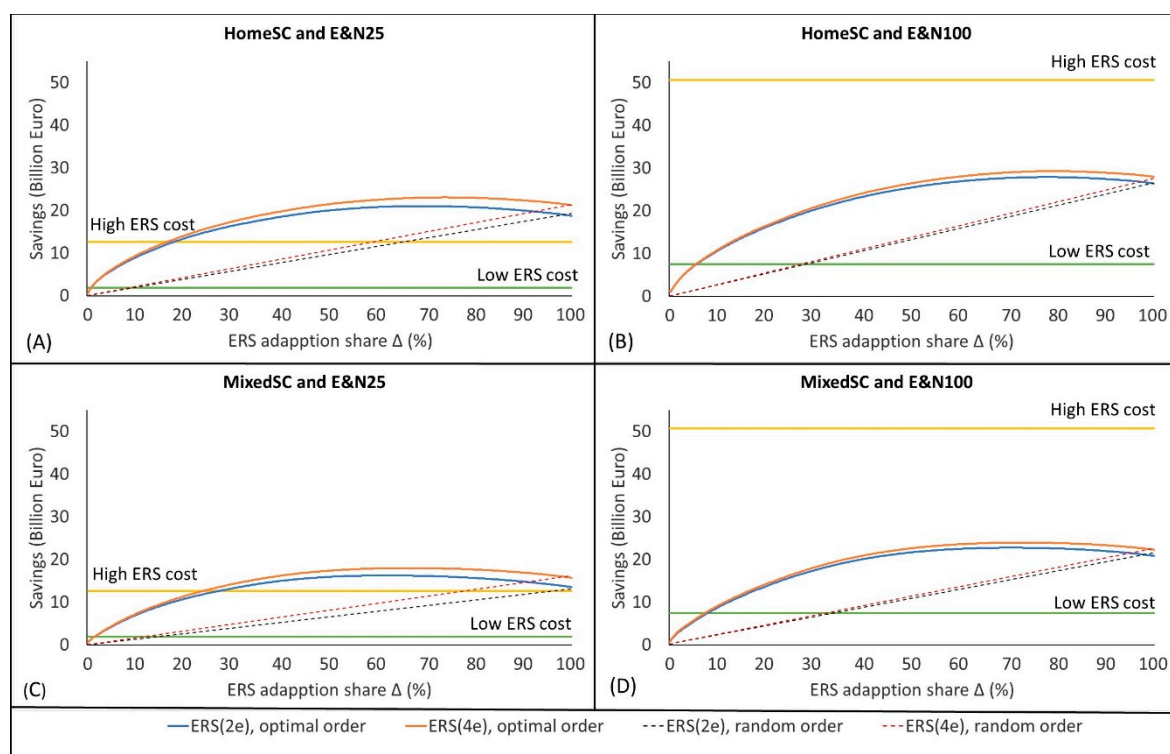 HomeSC and E&N25
Savings (Billion Euro)
50
40
30
20
10
0
High ERS cost
Low ERS cost
0 10 20 30 40 50 60 70 80 90 100
(A)
ERS adapption share Δ (%)
HomeSC and E&N100
Savings (Billion Euro)
50
40
30
20
10
0
High ERS cost
Low ERS cost
0 10 20 30 40 50 60 70 80 90 100
(B)
ERS adapption share Δ (%)
MixedSC and E&N25
Savings (Billion Euro)
50
40
30
20
10
0
High ERS cost
Low ERS cost
0 10 20 30 40 50 60 70 80 90 100
(C)
ERS adapption share Δ (%)
MixedSC and E&N100
Savings (Billion Euro)
50
40
30
20
10
0
High ERS cost
Low ERS cost
0 10 20 30 40 50 60 70 80 90 100
(D)
ERS adapption share Δ (%)
ERS(2e), optimal order ERS(4e), optimal order ERS(2e), random order ERS(4e), random order